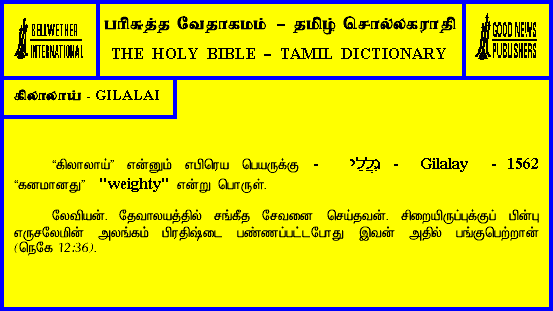 BELLWETHER
INTERNATIONAL
பரிசுத்த வேதாகமம் – தமிழ் சொல்லகராதி
THE HOLY BIBLE – TAMIL DICTIONARY
GOOD NEWS
PUBLISHERS
கிலாலாய் - GILALAI
“கிலாலாய்” என்னும் எபிரெய பெயருக்கு - גִּלֲלַי - Gilalay - 1562
“கனமானது” "weighty" என்று பொருள்.
லேவியன். தேவாலயத்தில் சங்கீத சேவனை செய்தவன். சிறையிருப்புக்குப் பின்பு
எருசலேமின் அலங்கம் பிரதிஷ்டை பண்ணப்பட்டபோது இவன் அதில் பங்குபெற்றான்
(நெகே 12:36).